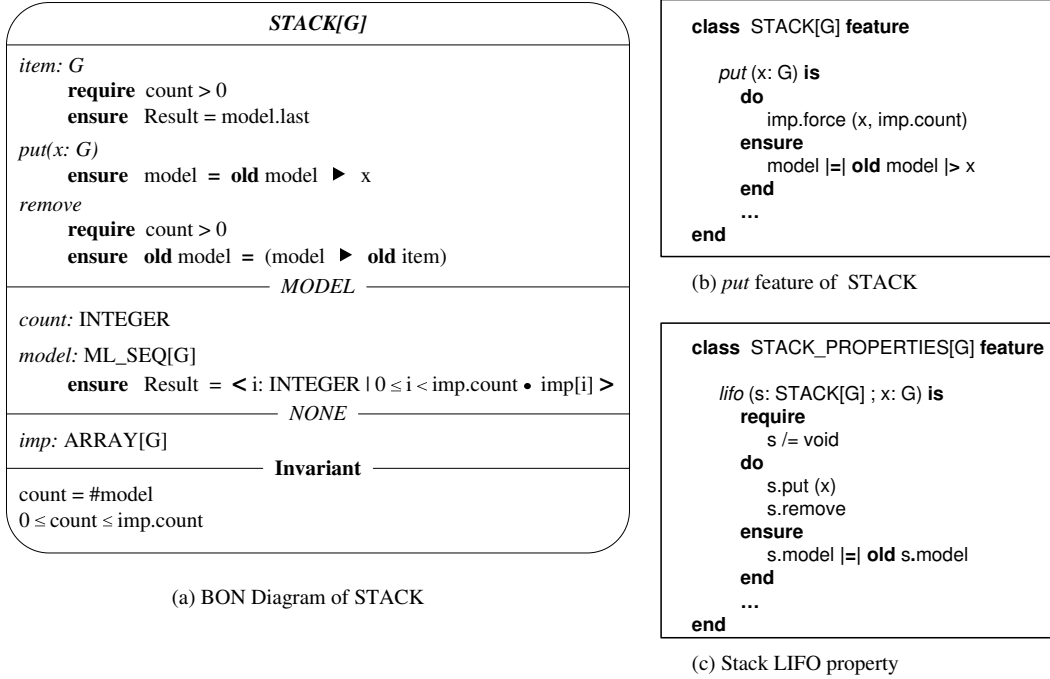 STACK[G]
item: G
require count > 0
ensure Result = model.last
put(x: G)
ensure model = old model ► x
remove
require count > 0
ensure old model = (model ► old item)
MODEL
count: INTEGER
model: ML_SEQ[G]
ensure Result = < i: INTEGER | 0 ≤ i < imp.count • imp[i] >
NONE
imp: ARRAY[G]
Invariant
count = #model
0 ≤ count ≤ imp.count
(a) BON Diagram of STACK
class STACK[G] feature
put (x: G) is
do
imp.force (x, imp.count)
ensure
model |=| old model |> x
end
...
end
(b) put feature of STACK
class STACK_PROPERTIES[G] feature
lifo (s: STACK[G] ; x: G) is
require
s /= void
do
s.put (x)
s.remove
ensure
s.model |=| old s.model
end
...
end
(c) Stack LIFO property